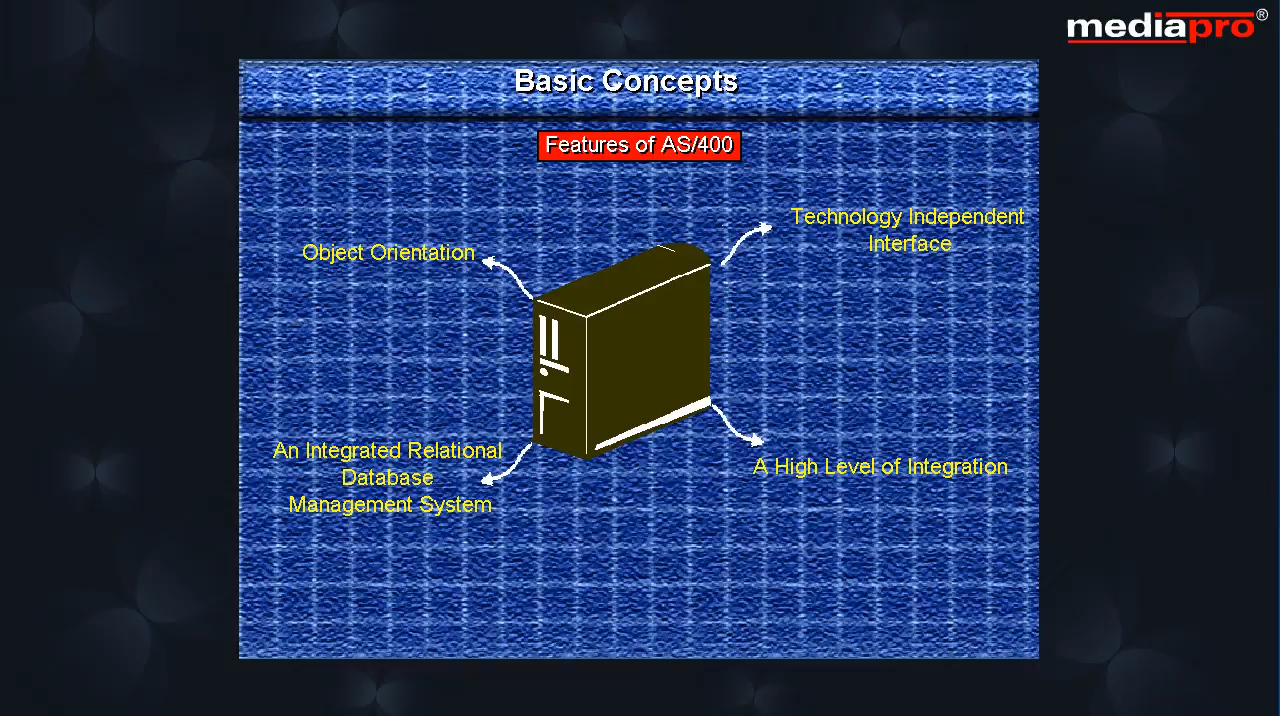 mediapro®
Basic Concepts
Features of AS/400
Technology Independent
Interface
Object Orientation
An Integrated Relational
Database
Management System
A High Level of Integration